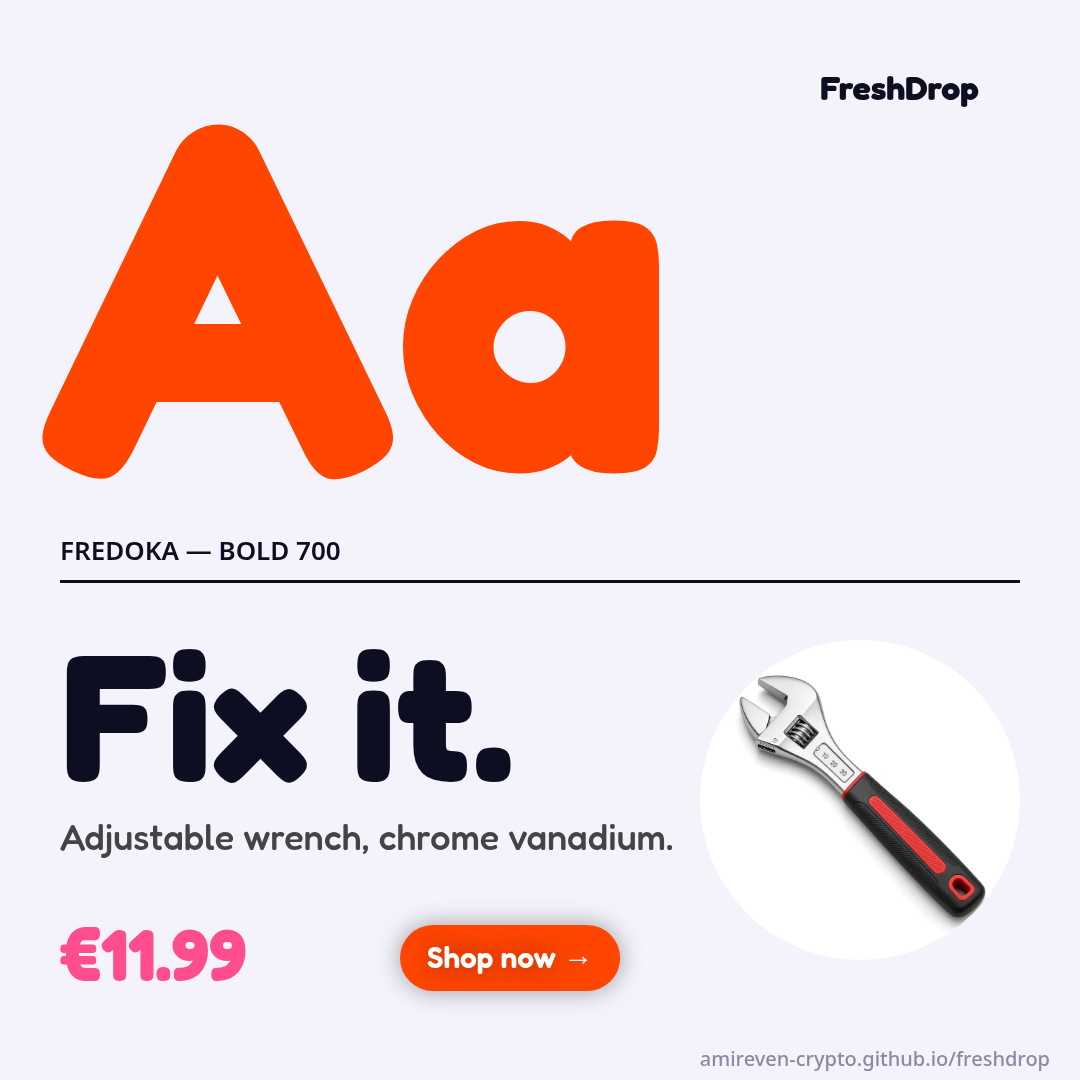 FreshDrop
Aa
FREDOKA — BOLD 700
Fix it.
Adjustable wrench, chrome vanadium.
€11.99
Shop now →
amireven-crypto.github.io/freshdrop